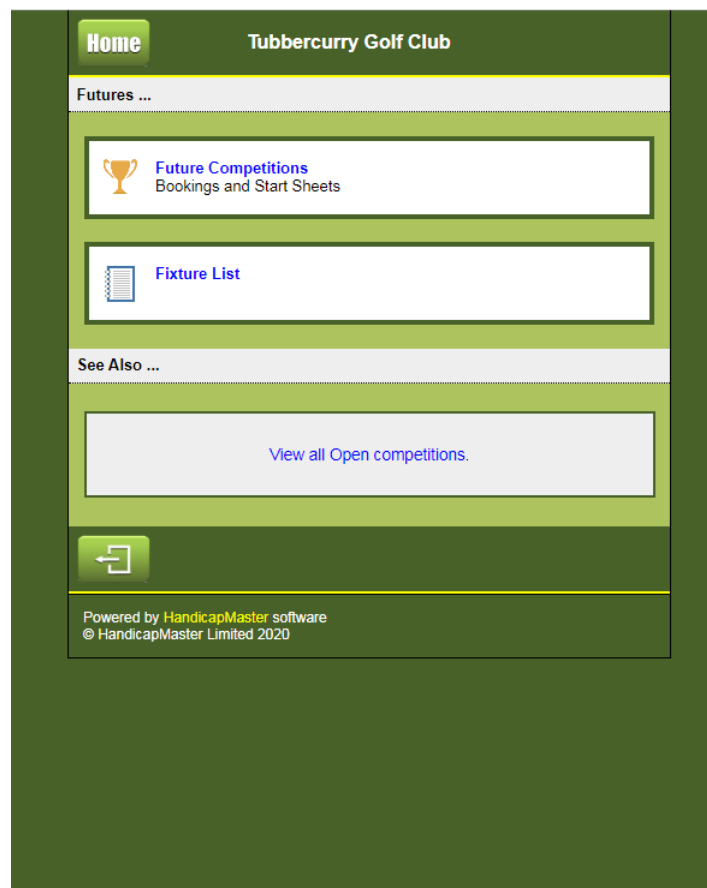 Home
Tubbercurry Golf Club
Futures ...
Future Competitions
Bookings and Start Sheets
Fixture List
See Also ...
View all Open competitions.
Powered by HandicapMaster software
© HandicapMaster Limited 2020